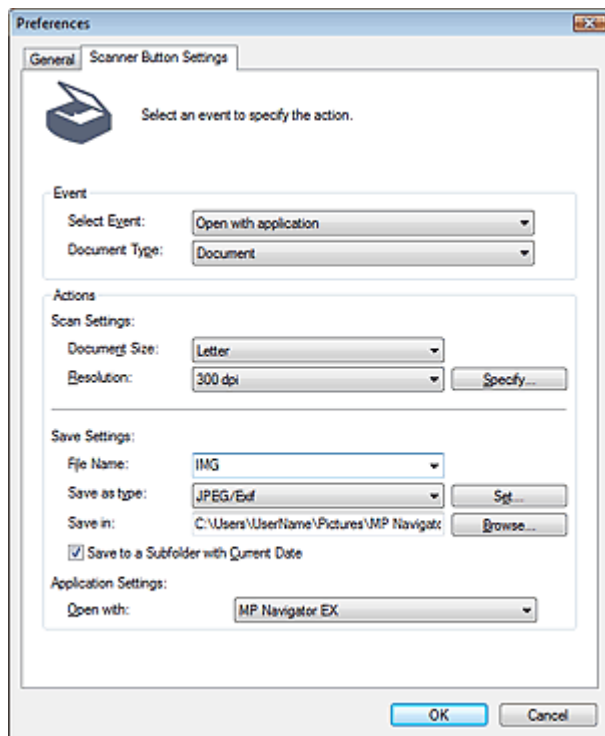 Preferences
General Scanner Button Settings
Select an event to specify the action.
Event
Select Event: Open with application
Document Type: Document
Actions
Scan Settings:
Document Size: Letter
Resolution: 300 dpi Specify...
Save Settings:
File Name: IMG
Save as type: JPEG/Exif Set...
Save in: C:\Users\UserName\Pictures\MP Navigato Browse...
Save to a Subfolder with Current Date
Application Settings:
Open with: MP Navigator EX
OK Cancel